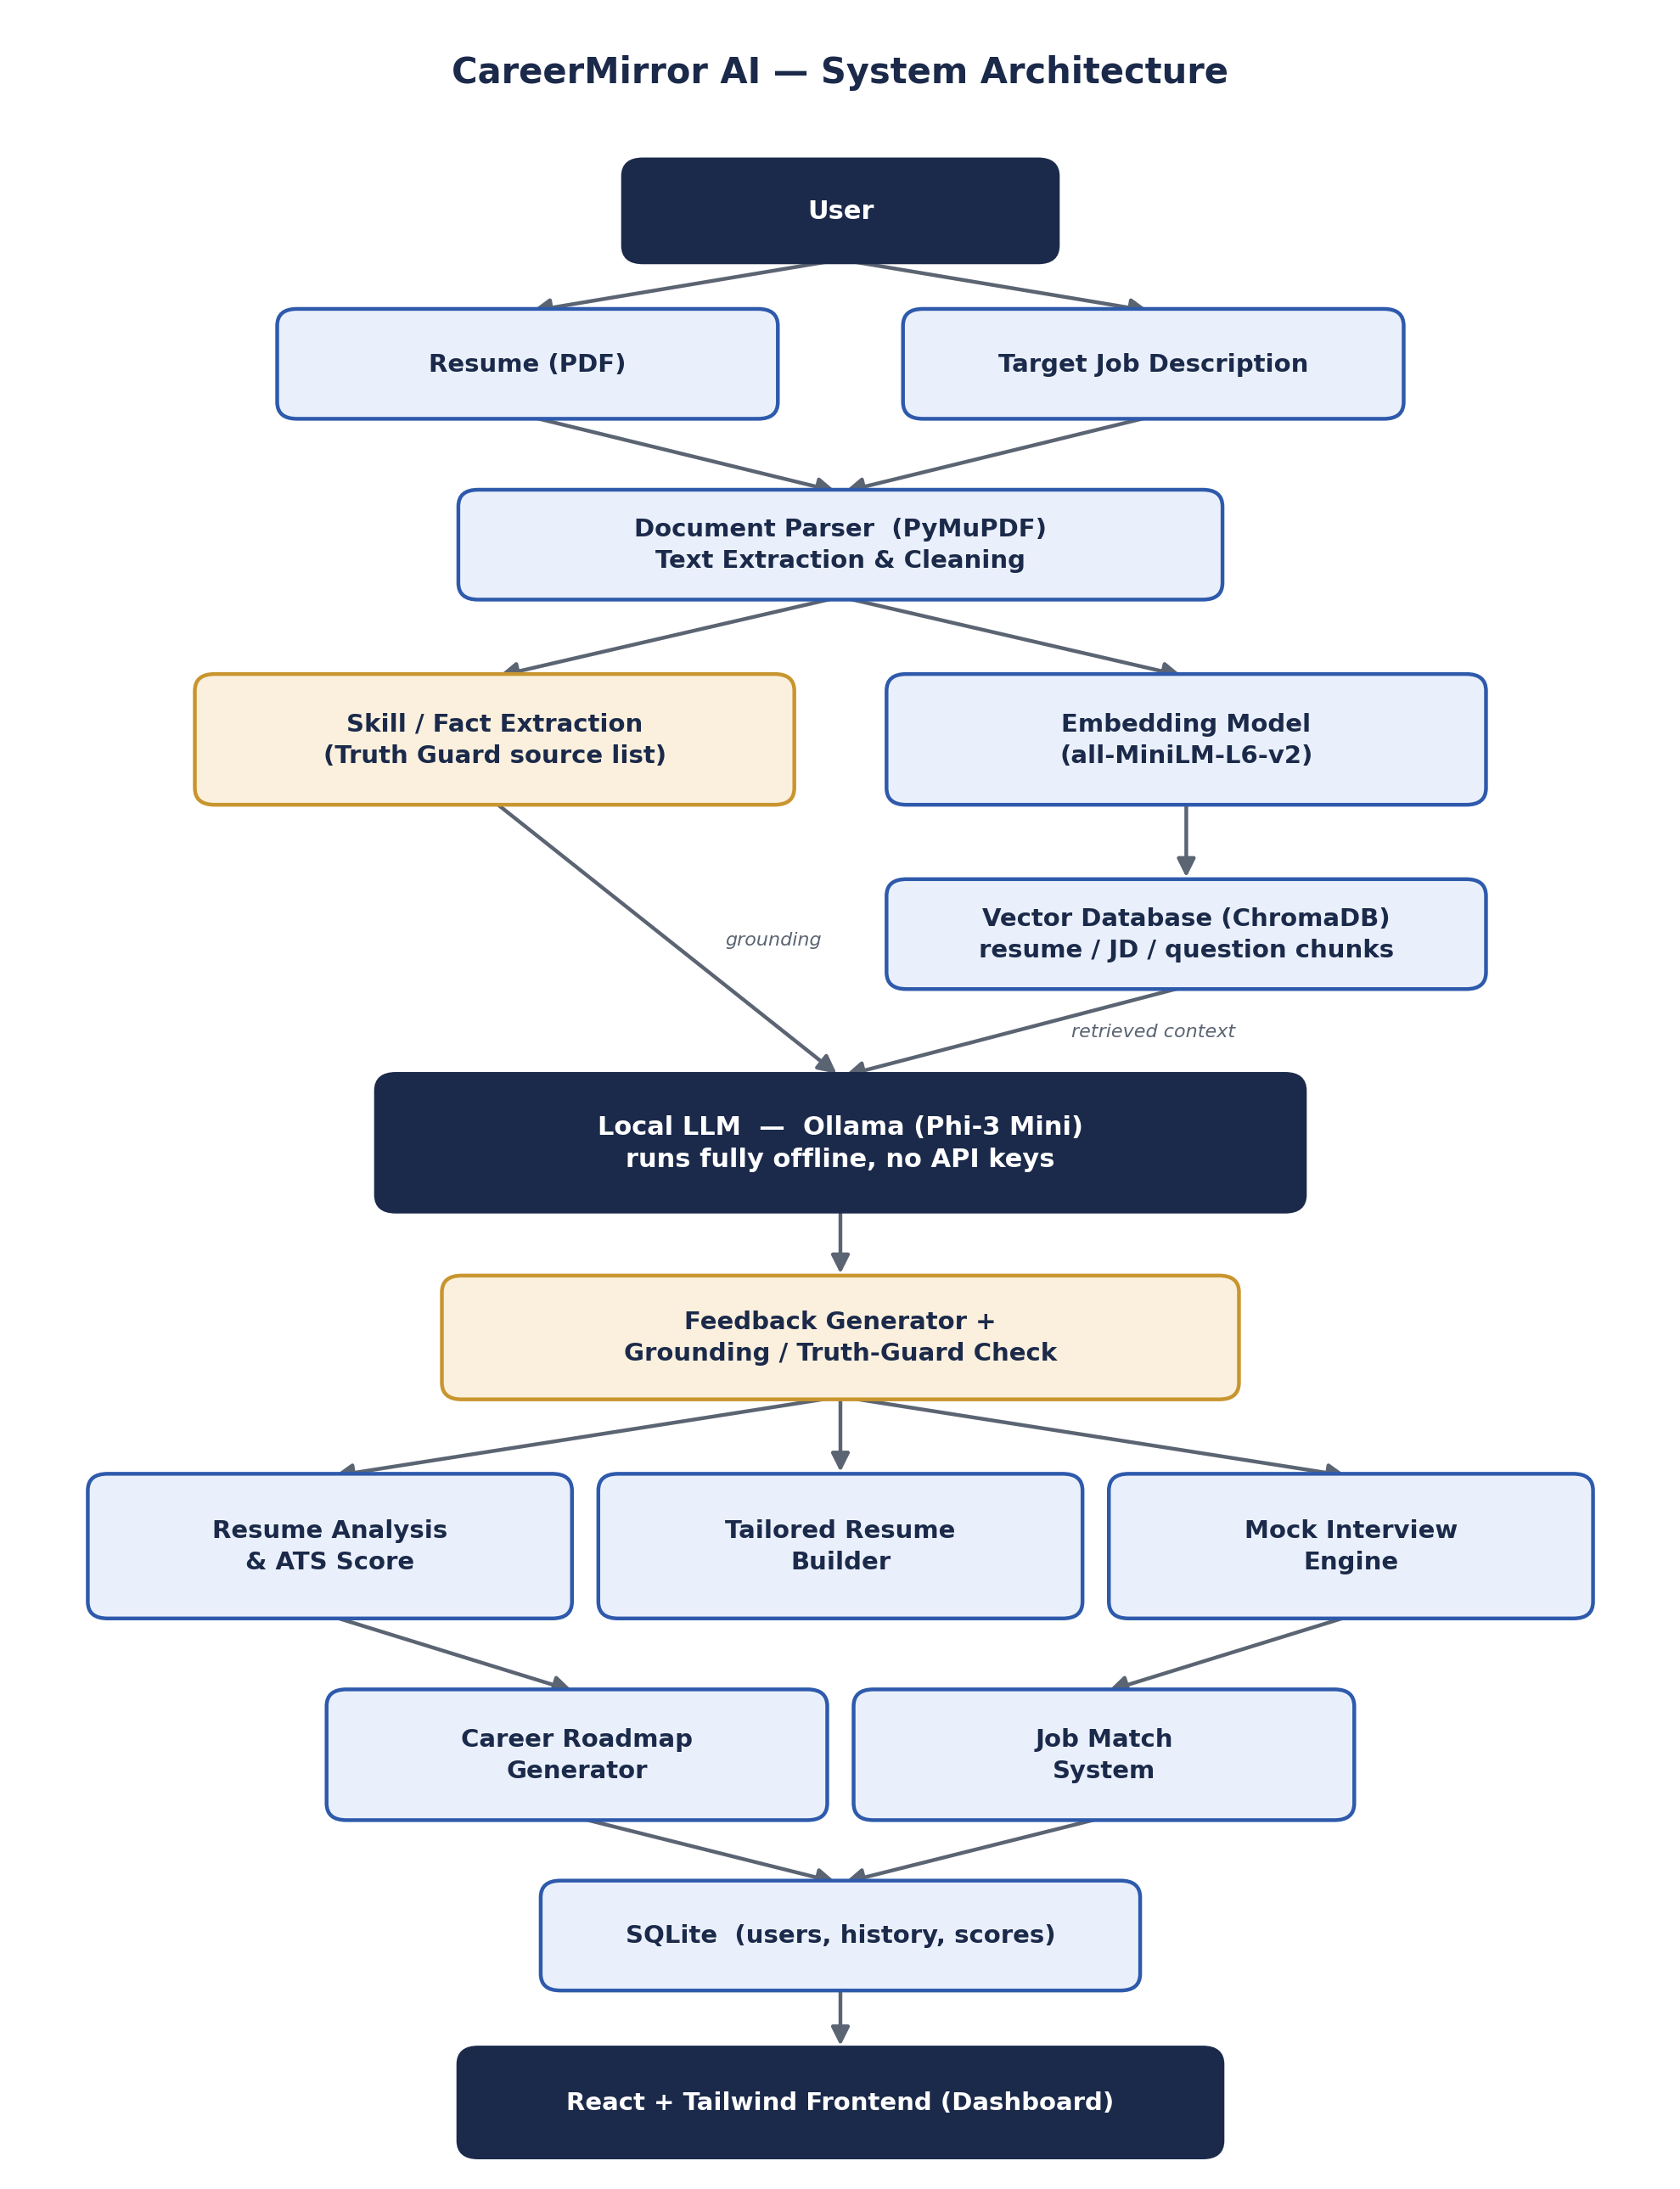 CareerMirror AI — System Architecture
User
Resume (PDF)
Target Job Description
Document Parser  (PyMuPDF)
Text Extraction & Cleaning
Skill / Fact Extraction
(Truth Guard source list)
Embedding Model
(all-MiniLM-L6-v2)
Vector Database (ChromaDB)
resume / JD / question chunks
grounding
retrieved context
Local LLM  —  Ollama (Phi-3 Mini)
runs fully offline, no API keys
Feedback Generator +
Grounding / Truth-Guard Check
Resume Analysis
& ATS Score
Tailored Resume
Builder
Mock Interview
Engine
Career Roadmap
Generator
Job Match
System
SQLite  (users, history, scores)
React + Tailwind Frontend (Dashboard)